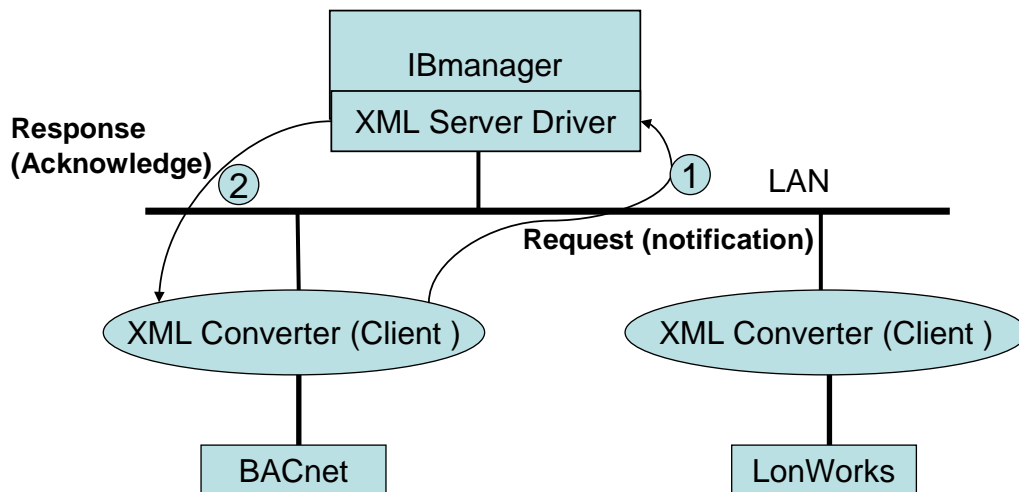 IBmanager
XML Server Driver
Response
(Acknowledge)
2
1
LAN
Request (notification)
XML Converter (Client )
XML Converter (Client )
BACnet
LonWorks